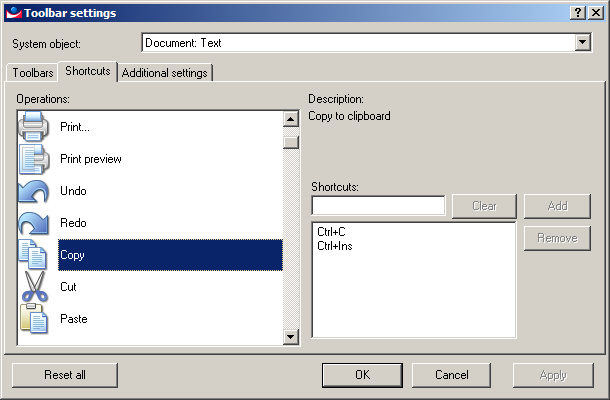 Toolbar settings
System object:
Document: Text
Toolbars
Shortcuts
Additional settings
Operations:
Print...
Print preview
Undo
Redo
Copy
Cut
Paste
Description:
Copy to clipboard
Shortcuts:
Clear
Add
Ctrl+C
Ctrl+Ins
Remove
Reset all
OK
Cancel
Apply